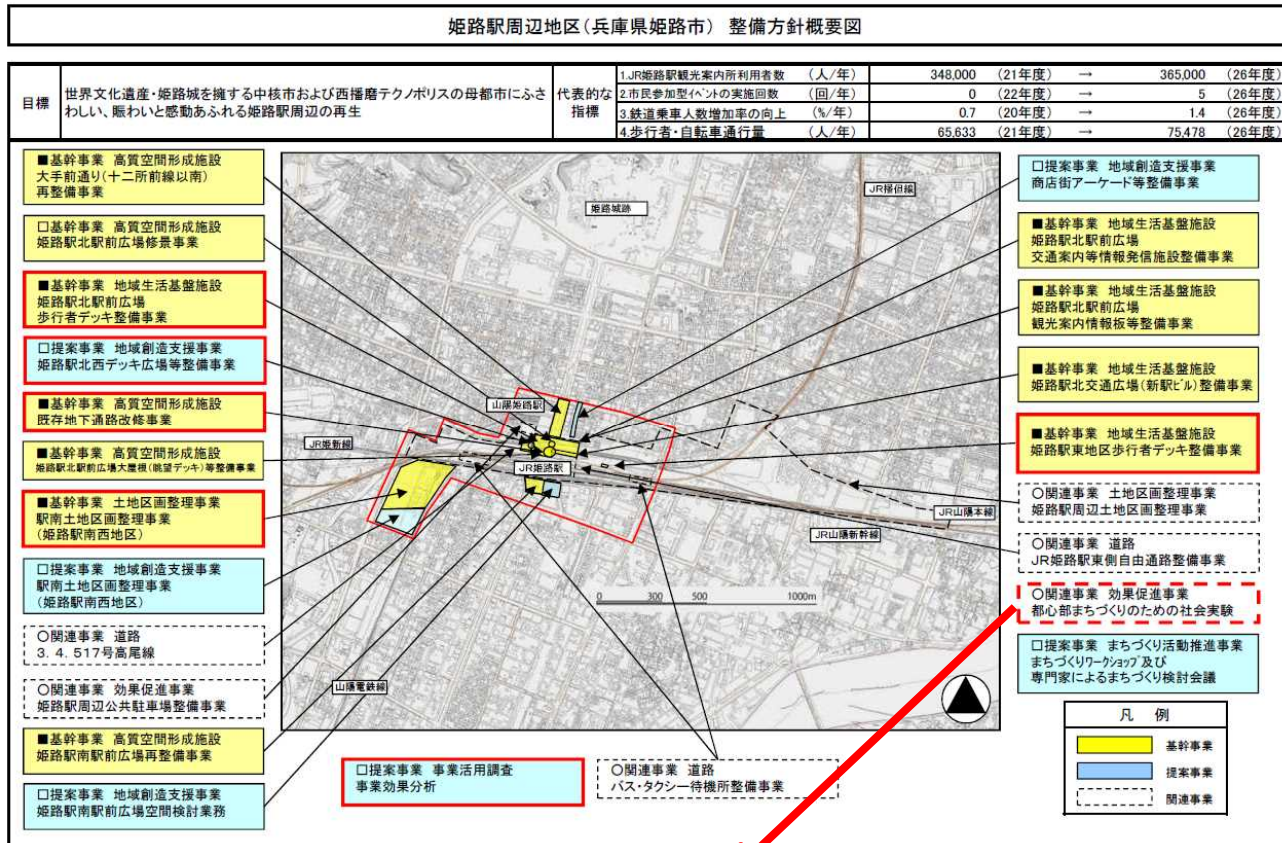 姫路駅周辺地区(兵庫県姫路市) 整備方針概要図
目標
世界文化遺産・姫路城を擁する中核市および西播磨テクノポリスの母都市にふさ
わしい、賑わいと感動あふれる姫路駅周辺の再生
代表的な
指標
1.JR姫路駅観光案内所利用者数 (人/年) 348,000 (21年度) → 365,000 (26年度)
2.市民参加型イベントの実施回数 (回/年) 0 (22年度) → 5 (26年度)
3.鉄道乗車人数増加率の向上 (%/年) 0.7 (20年度) → 1.4 (26年度)
4.歩行者・自転車通行量 (人/年) 65,633 (21年度) → 75,478 (26年度)
■基幹事業 高質空間形成施設
大手前通り(十二所前線以南)
再整備事業
□基幹事業 高質空間形成施設
姫路駅北駅前広場修景事業
■基幹事業 地域生活基盤施設
姫路駅北駅前広場
歩行者デッキ整備事業
□提案事業 地域創造支援事業
姫路駅北西デッキ広場等整備事業
■基幹事業 高質空間形成施設
既存地下通路改修事業
■基幹事業 高質空間形成施設
姫路駅北駅前広場大屋根(眺望デッキ)等整備事業
■基幹事業 土地区画整理事業
駅南土地区画整理事業
(姫路駅南西地区)
□提案事業 地域創造支援事業
駅南土地区画整理事業
(姫路駅南西地区)
○関連事業 道路
3.4.517号高尾線
○関連事業 効果促進事業
姫路駅周辺公共駐車場整備事業
■基幹事業 高質空間形成施設
姫路駅南駅前広場再整備事業
□提案事業 地域創造支援事業
姫路駅南駅前広場空間検討業務
姫路城跡
JR播但線
山陽姫路駅
JR姫新線
JR姫路駅
JR山陽本線
JR山陽新幹線
0 300 500 1000m
山陽電鉄線
□提案事業 事業活用調査
事業効果分析
○関連事業 道路
バス・タクシー待機所整備事業
□提案事業 地域創造支援事業
商店街アーケード等整備事業
■基幹事業 地域生活基盤施設
姫路駅北駅前広場
交通案内等情報発信施設整備事業
■基幹事業 地域生活基盤施設
姫路駅北駅前広場
観光案内情報板等整備事業
■基幹事業 地域生活基盤施設
姫路駅北交通広場(新駅ビル)整備事業
■基幹事業 地域生活基盤施設
姫路駅東地区歩行者デッキ整備事業
○関連事業 土地区画整理事業
姫路駅周辺土地区画整理事業
○関連事業 道路
JR姫路駅東側自由通路整備事業
○関連事業 効果促進事業
都心部まちづくりのための社会実験
□提案事業 まちづくり活動推進事業
まちづくりワークショップ及び
専門家によるまちづくり検討会議
凡 例
基幹事業
提案事業
関連事業